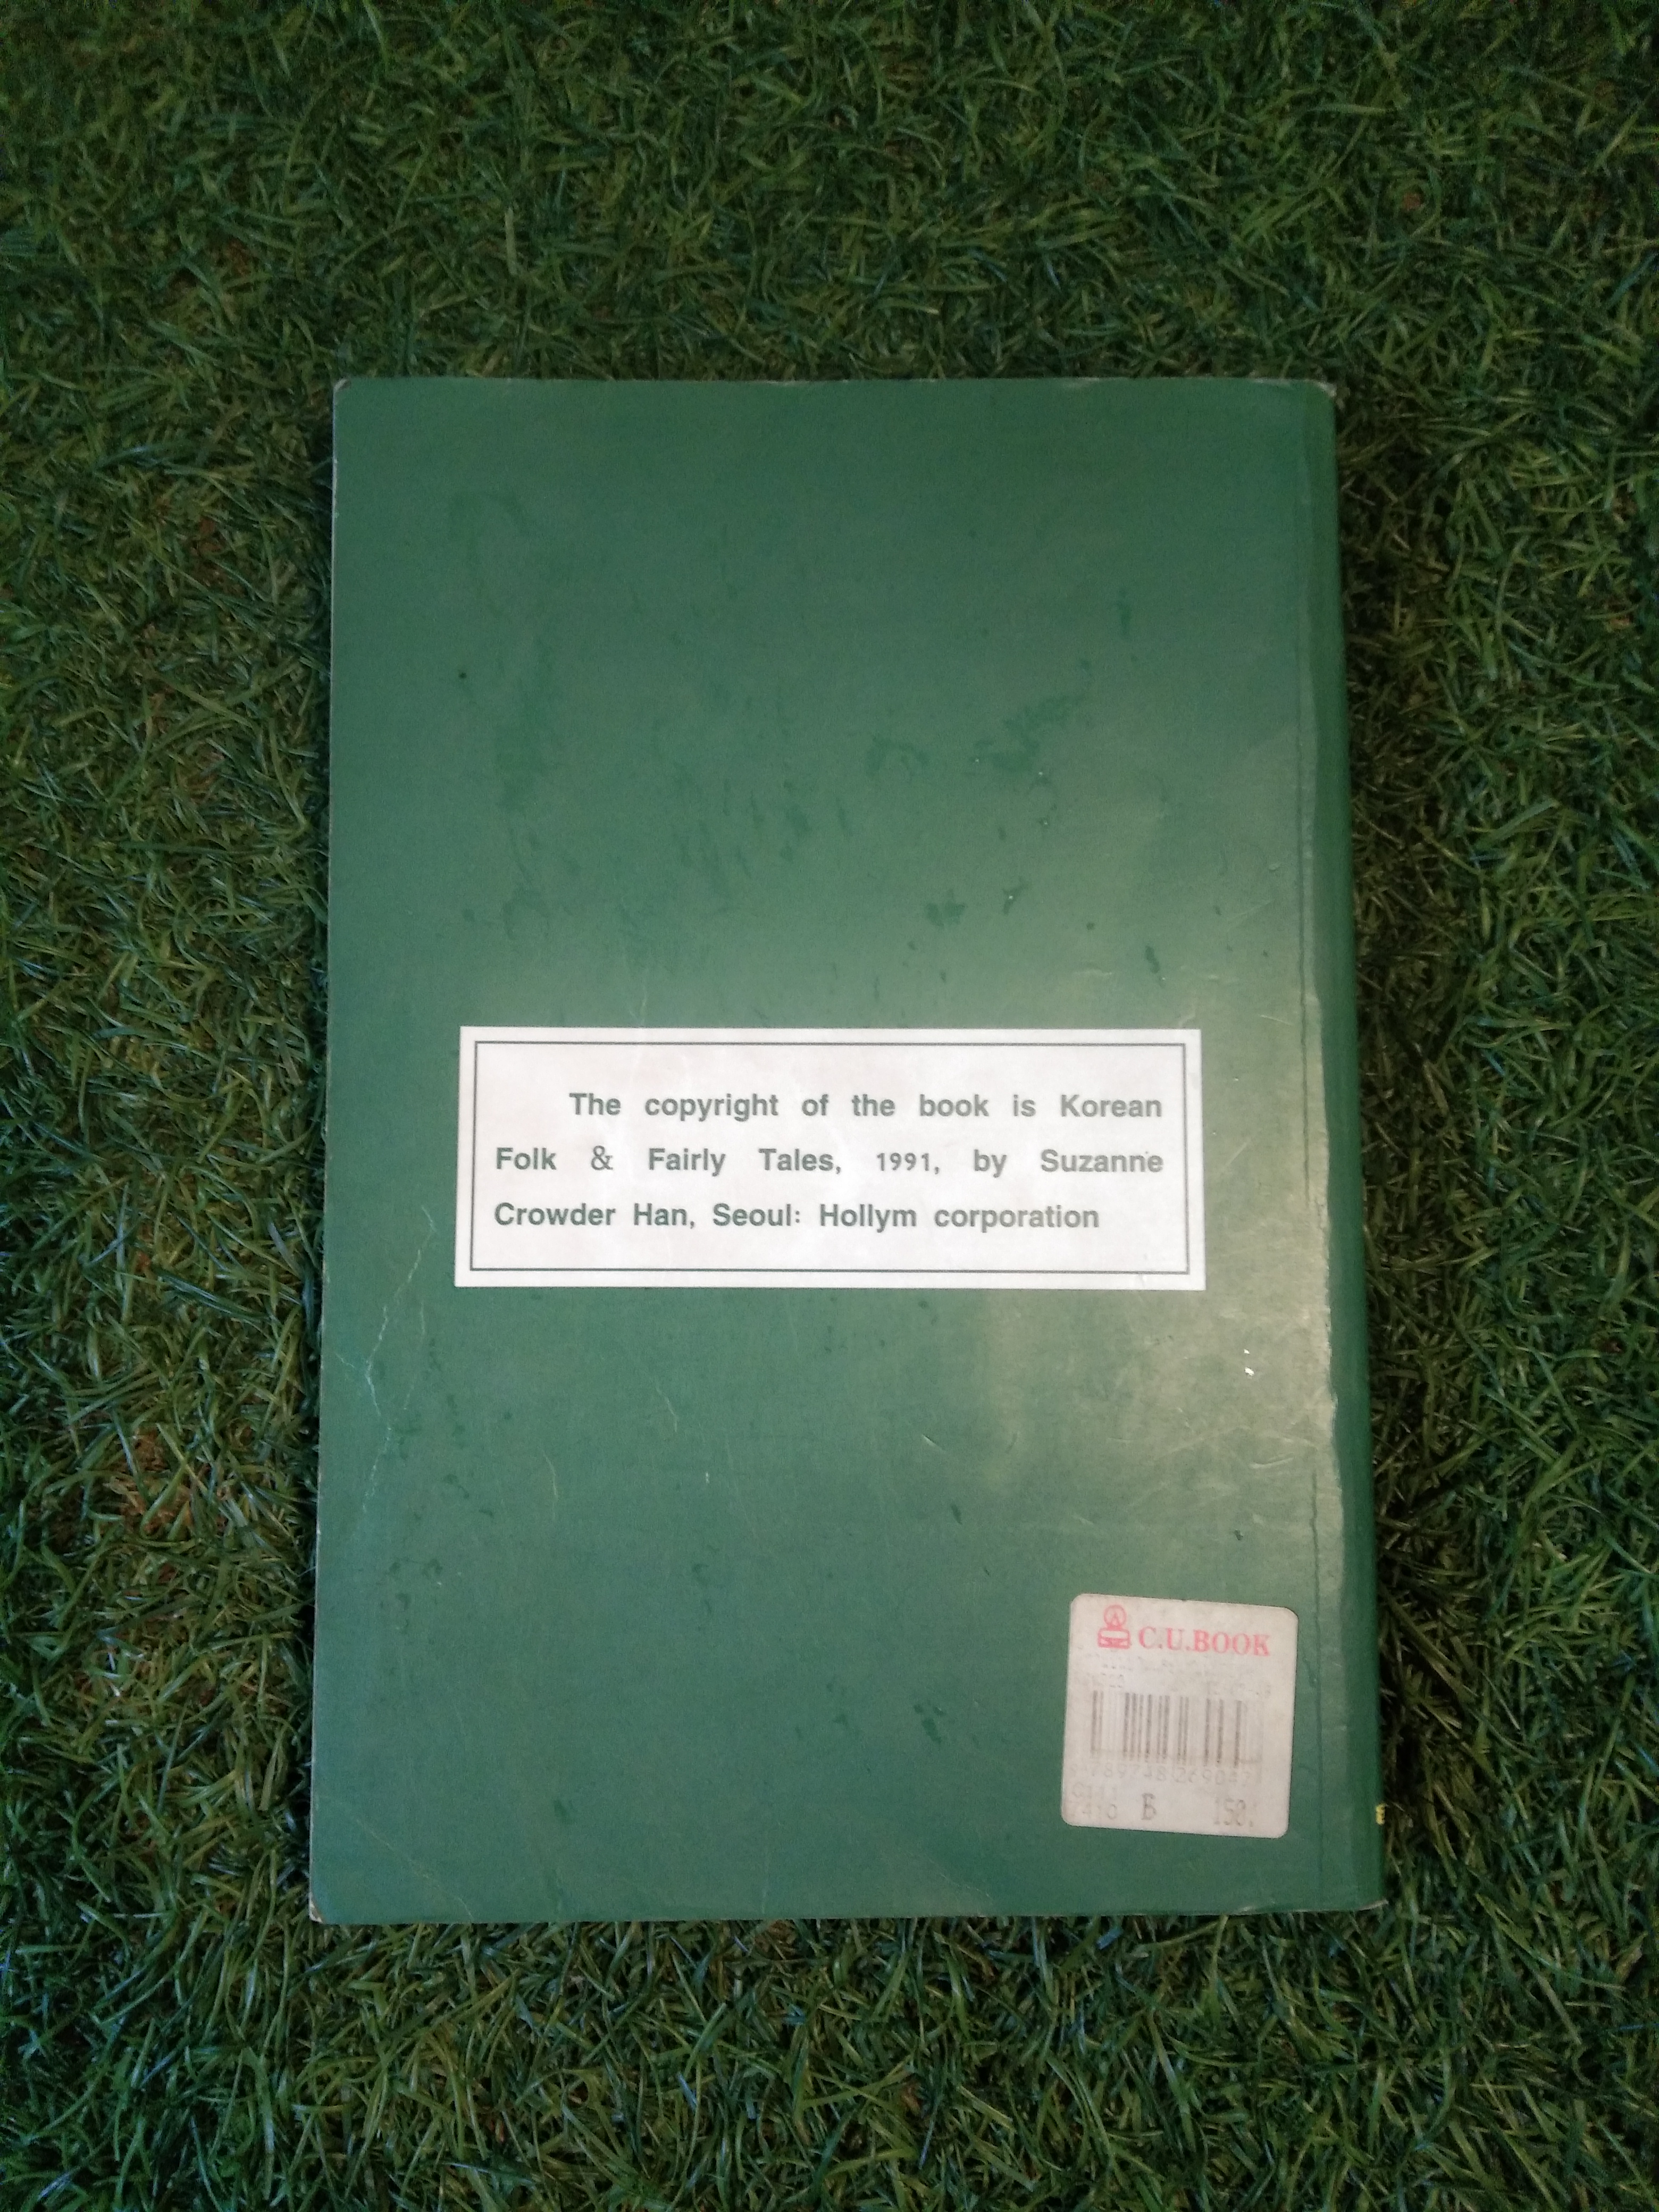 The copyright of the book is Korean
Folk & Fairly Tales, 1991, by Suzanne
Crowder Han, Seoul: Hollym corporation
C.U.BOOK
B 150.